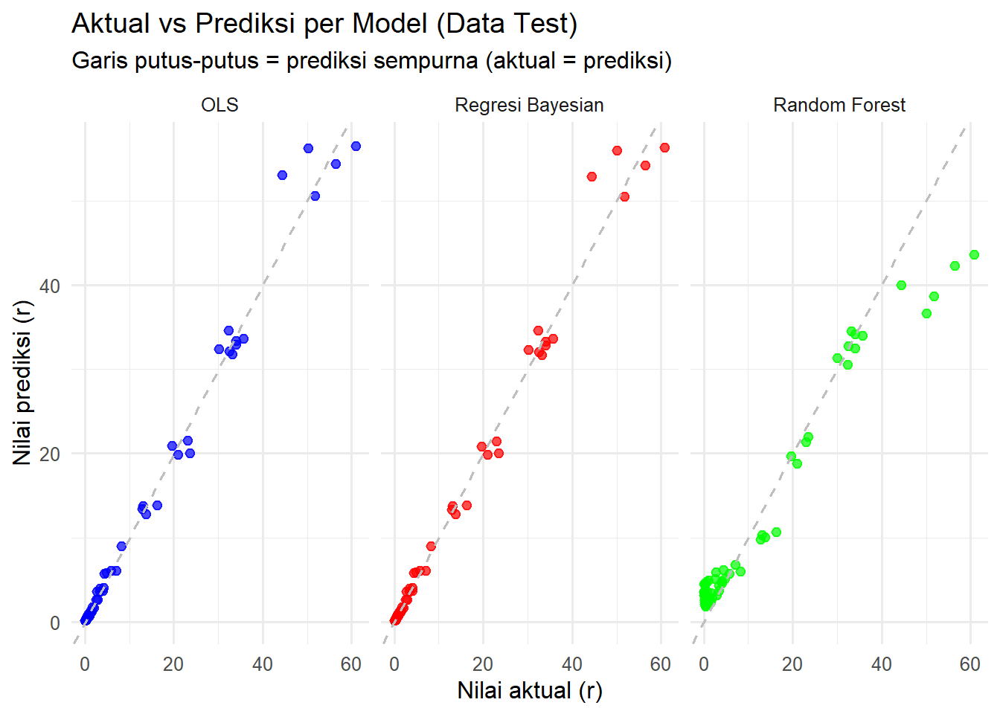 Aktual vs Prediksi per Model (Data Test)
Garis putus-putus = prediksi sempurna (aktual = prediksi)
OLS
Regresi Bayesian
Random Forest
Nilai prediksi (r)
40
20
0
0 20 40 60
0 20 40 60
0 20 40 60
Nilai aktual (r)